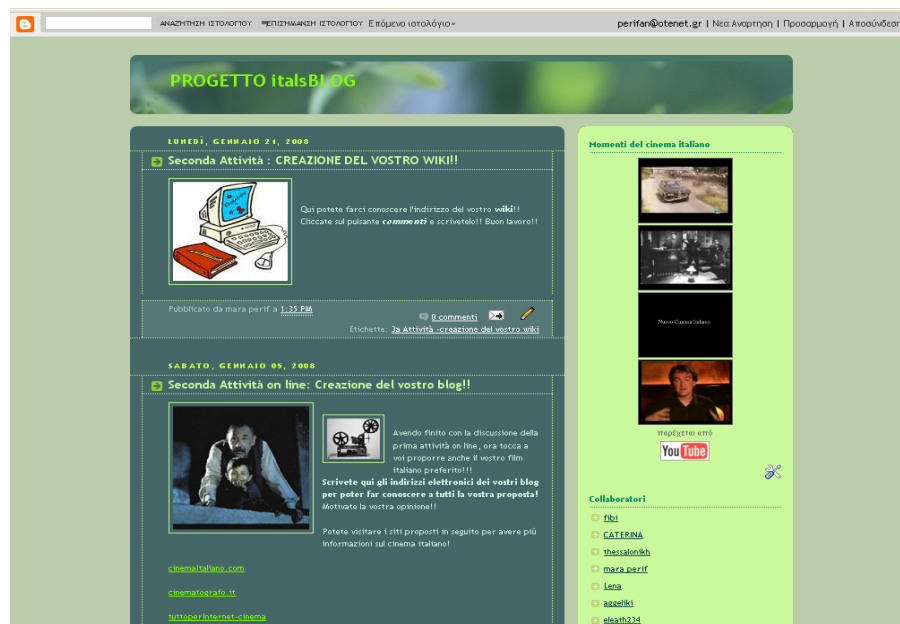 ΑΝΑΖΗΤΗΣΗ ΙΣΤΟΛΟΓΙΟΥ ΕΠΙΣΗΜΑΝΣΗ ΙΣΤΟΛΟΓΙΟΥ Επόμενο ιστολόγιο»
perifan@otenet.gr | Νεα Αναρτηση | Προσαρμογή | Αποσύνδεση
PROGETTO italsBLOG
LUNEDÌ, GENNAIO 21, 2008
Seconda Attività : CREAZIONE DEL VOSTRO WIKI!!
Qui potete farci conoscere l'indirizzo del vostro wiki!!
Cliccate sul pulsante commenti e scrivetelo!! Buon lavoro!!
Pubblicato da mara perif a 1:35 PM
0 commenti
Etichette: 3a Attività -creazione del vostro wiki
SABATO, GENNAIO 05, 2008
Seconda Attività on line: Creazione del vostro blog!!
Avendo finito con la discussione della
prima attività on line, ora tocca a
voi proporre anche il vostro film
italiano preferito!!!
Scrivete qui gli indirizzi elettronici dei vostri blog
per poter far conoscere a tutti la vostra proposta!
Motivate la vostra opinione!!
Potete visitare i siti proposti in seguito per avere più
informazioni sul cinema italiano!
cinemaitaliano.com
cinematografo.it
tuttoperinternet-cinema
Momenti del cinema italiano
Nuovo Cinema Italiano
παρέχεται από
You Tube
Collaboratori
fibi
CATERINA
thessalonikh
mara perif
Lena
aggeliki
eleath234